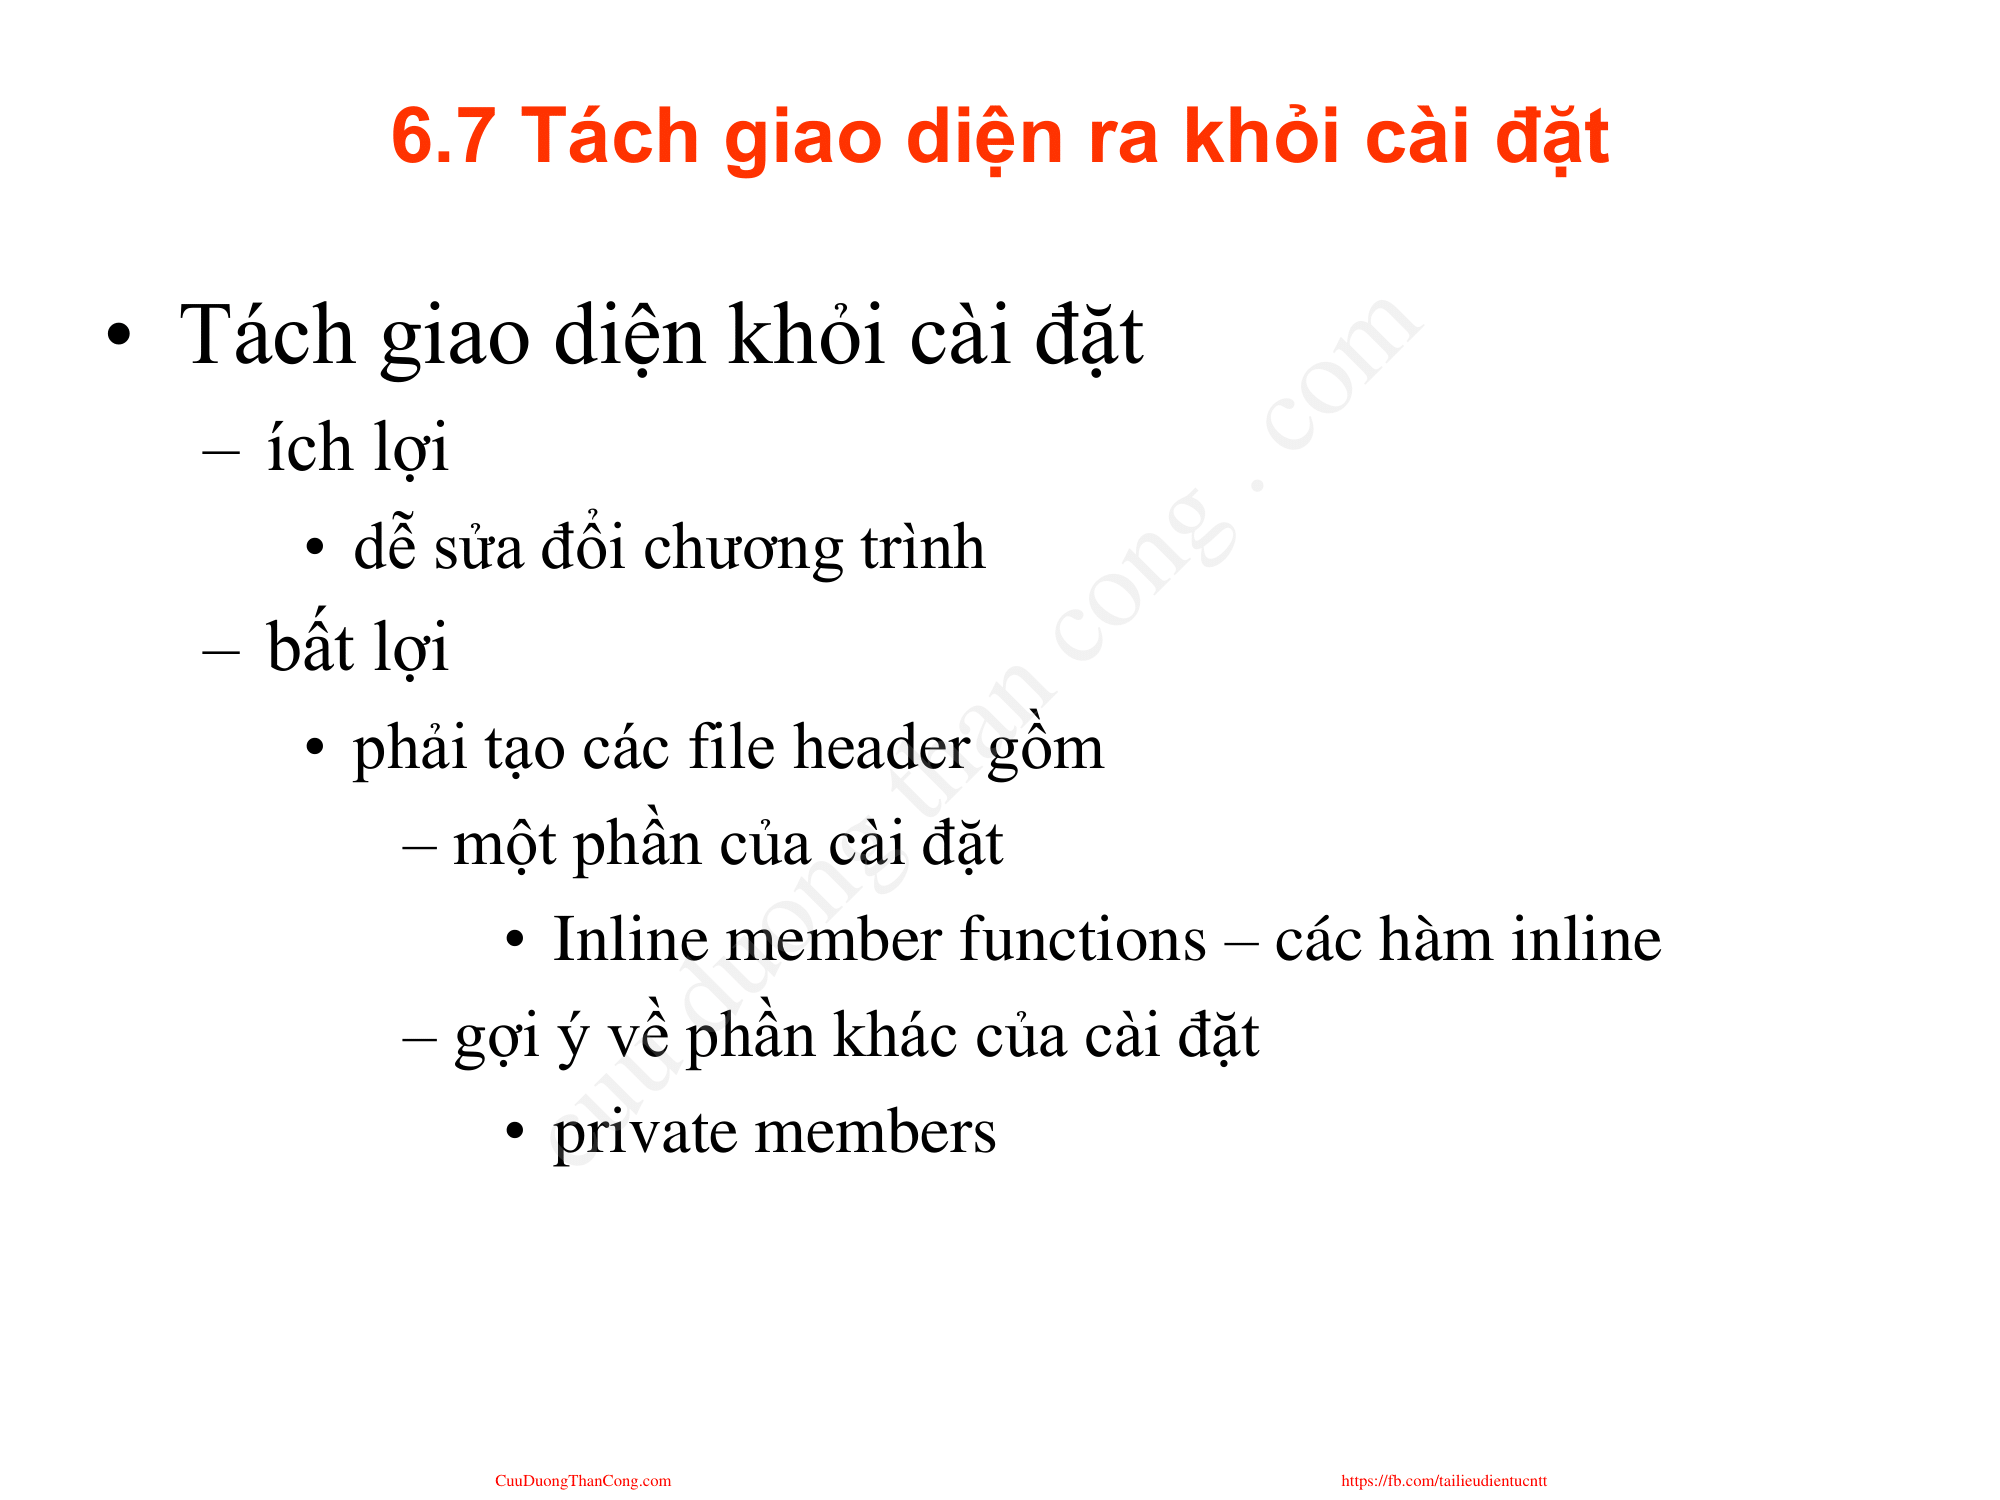 6.7 Tách giao diện ra khỏi cài đặt
• Tách giao diện khỏi cài đặt
– ích lợi
• dễ sửa đổi chương trình
– bất lợi
• phải tạo các file header gồm
– một phần của cài đặt
• Inline member functions – các hàm inline
– gợi ý về phần khác của cài đặt
• private members
cuu duong than cong . com
CuuDuongThanCong.com
https://fb.com/tailieudientucntt